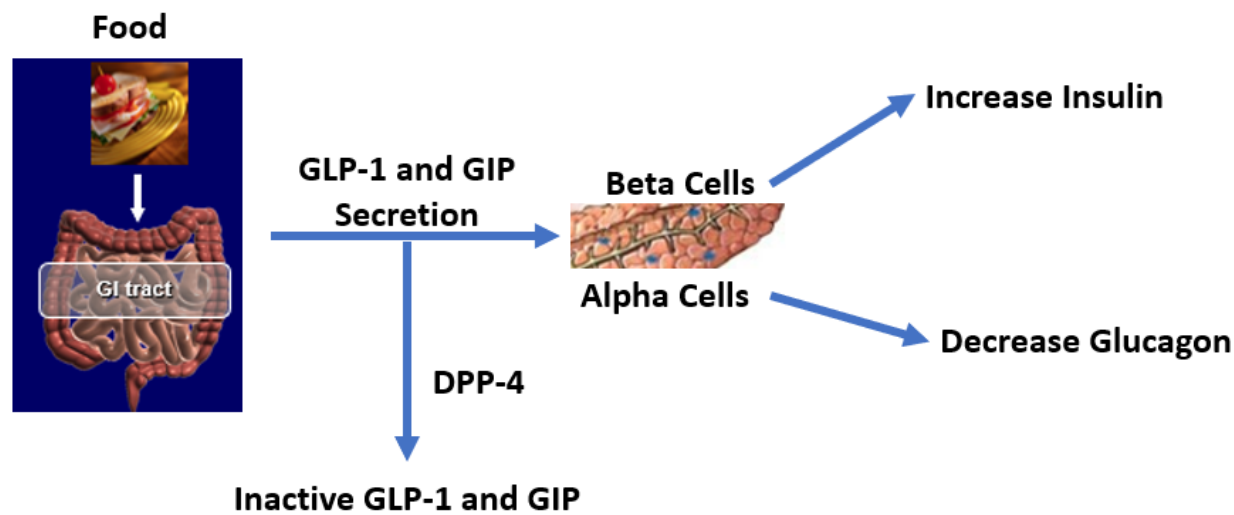 Food
GI tract
GLP-1 and GIP
Secretion
DPP-4
Inactive GLP-1 and GIP
Beta Cells
Alpha Cells
Increase Insulin
Decrease Glucagon